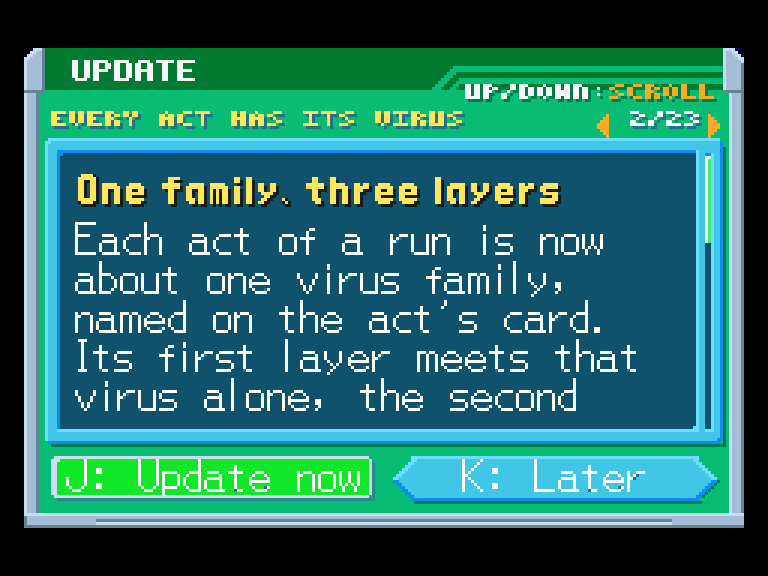 UPDATE
UP/DOWN:SCROLL
EVERY ACT HAS ITS VIRUS
2/23
One family, three layers
Each act of a run is now
about one virus family,
named on the act's card.
Its first layer meets that
virus alone, the second
J: Update now
K: Later